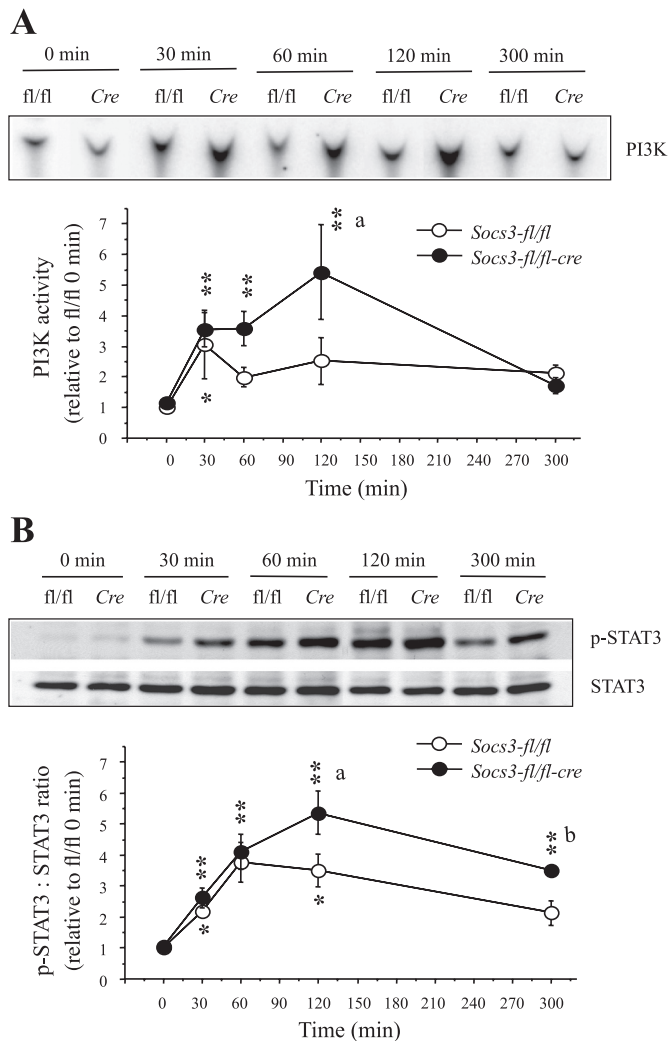 A
0 min 30 min 60 min 120 min 300 min
fl/fl Cre fl/fl Cre fl/fl Cre fl/fl Cre fl/fl Cre
PI3K
PI3K activity
(relative to fl/fl 0 min)
7
6
5
4
3
2
1
0
** ** ** a
*
Socs3-fl/fl
Socs3-fl/fl-cre
0 30 60 90 120 150 180 210 240 270 300
Time (min)
B
0 min 30 min 60 min 120 min 300 min
fl/fl Cre fl/fl Cre fl/fl Cre fl/fl Cre fl/fl Cre
p-STAT3
STAT3
p-STAT3 : STAT3 ratio
(relative to fl/fl 0 min)
7
6
5
4
3
2
1
0
** ** ** a ** b
* *
Socs3-fl/fl
Socs3-fl/fl-cre
0 30 60 90 120 150 180 210 240 270 300
Time (min)